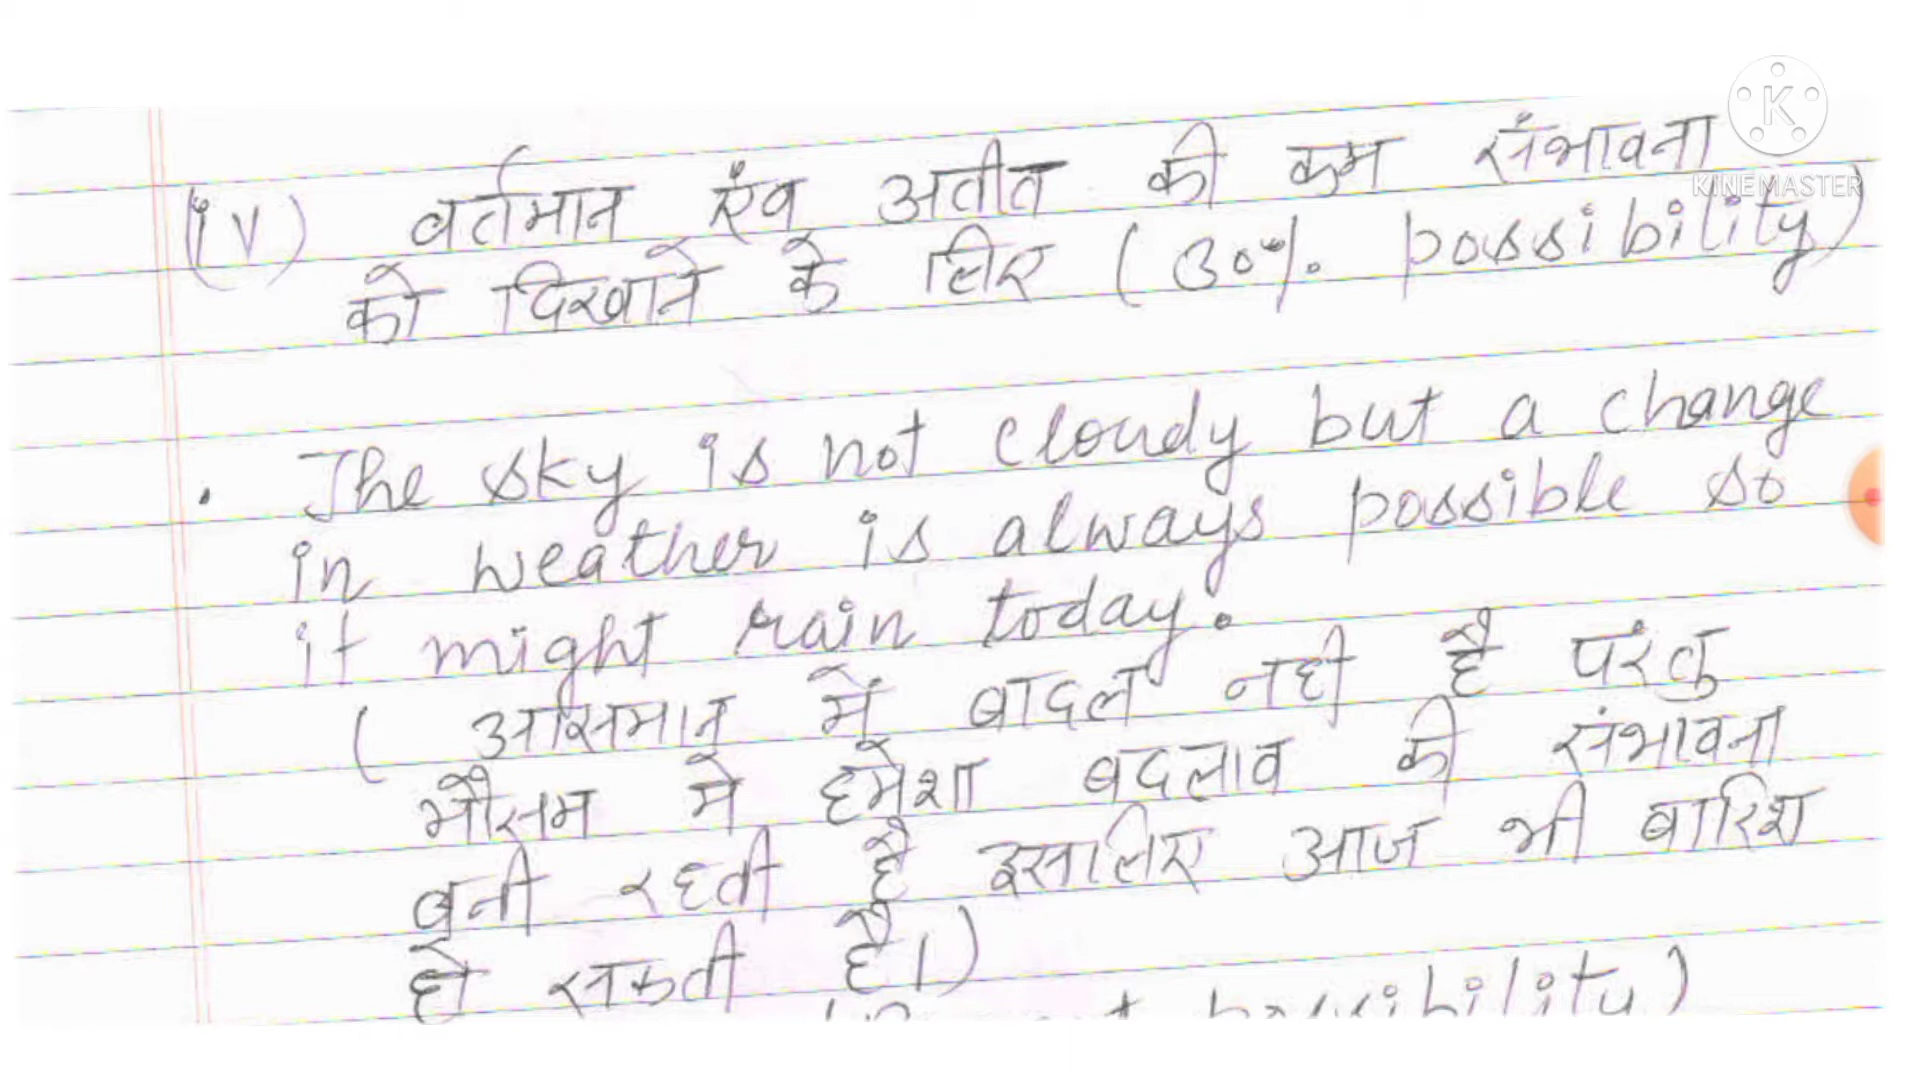 (iv) वर्तमान एंव अतीत की कम संभावना
को दिखाने के लिए (30% possibility)
. The sky is not cloudy but a change
in weather is always possible so
it might rain today.
( आसमान में बादल नही है परंतु
मौसम मे हमेशा बदलाव की संभावना
बनी रहती है इसलिए आज भी बारिश
हो सकती है।)
possibility)
KINEMASTER